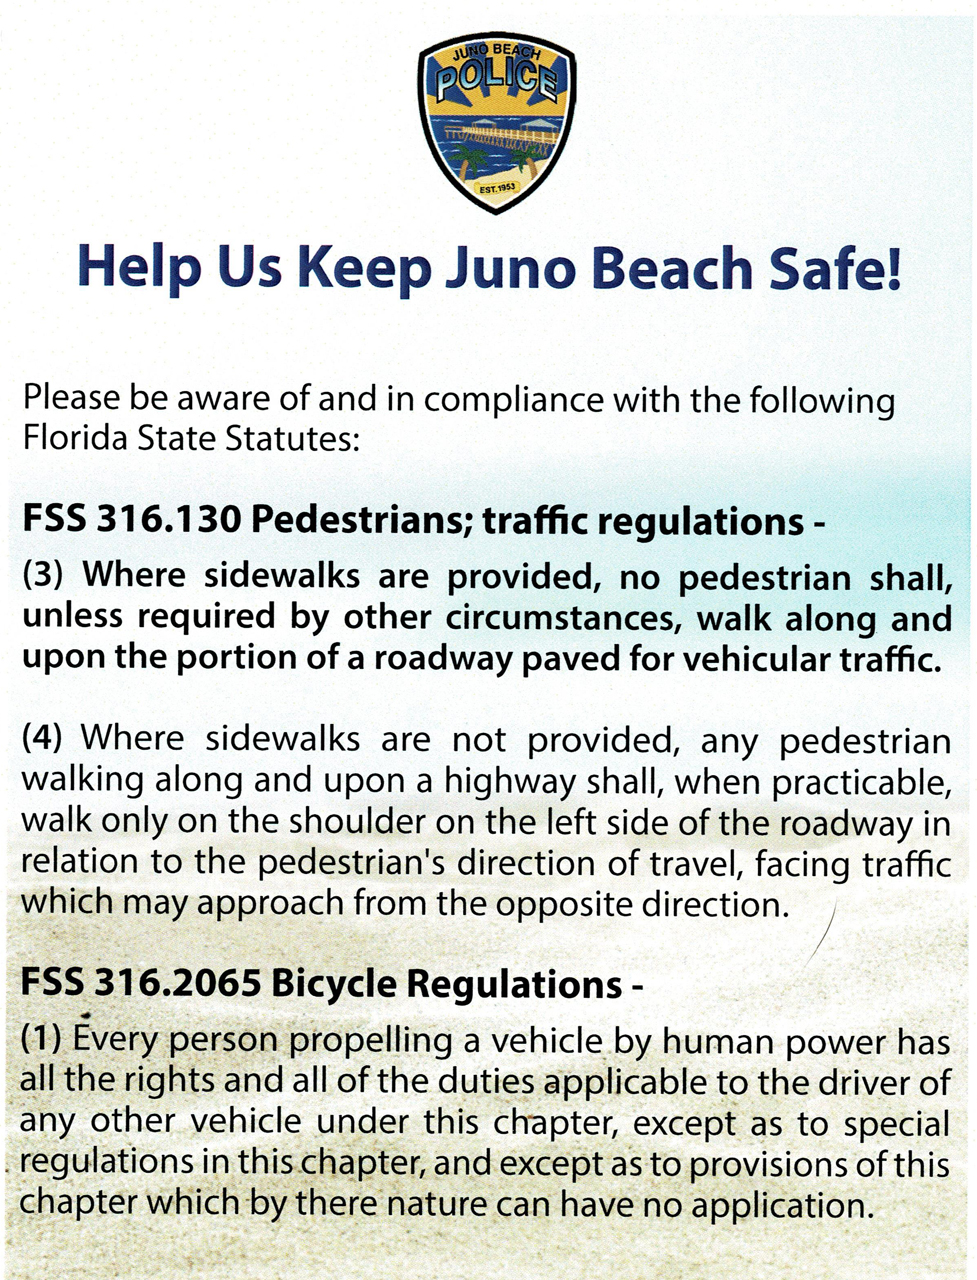 JUNO BEACH
POLICE
EST. 1953
Help Us Keep Juno Beach Safe!
Please be aware of and in compliance with the following
Florida State Statutes:
FSS 316.130 Pedestrians; traffic regulations -
(3) Where sidewalks are provided, no pedestrian shall,
unless required by other circumstances, walk along and
upon the portion of a roadway paved for vehicular traffic.
(4) Where sidewalks are not provided, any pedestrian
walking along and upon a highway shall, when practicable,
walk only on the shoulder on the left side of the roadway in
relation to the pedestrian's direction of travel, facing traffic
which may approach from the opposite direction.
FSS 316.2065 Bicycle Regulations -
(1) Every person propelling a vehicle by human power has
all the rights and all of the duties applicable to the driver of
any other vehicle under this chapter, except as to special
regulations in this chapter, and except as to provisions of this
chapter which by there nature can have no application.